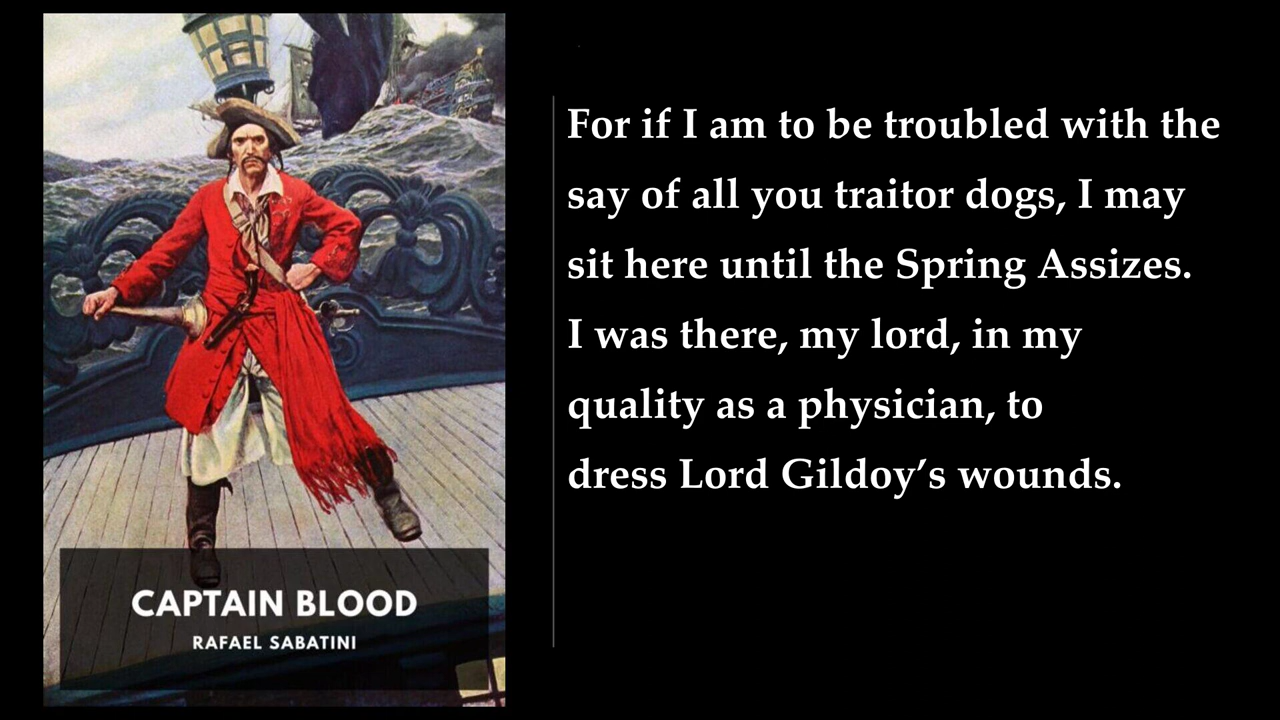 For if I am to be troubled with the
say of all you traitor dogs, I may
sit here until the Spring Assizes.
I was there, my lord, in my
quality as a physician, to
dress Lord Gildoy’s wounds.
CAPTAIN BLOOD
RAFAEL SABATINI